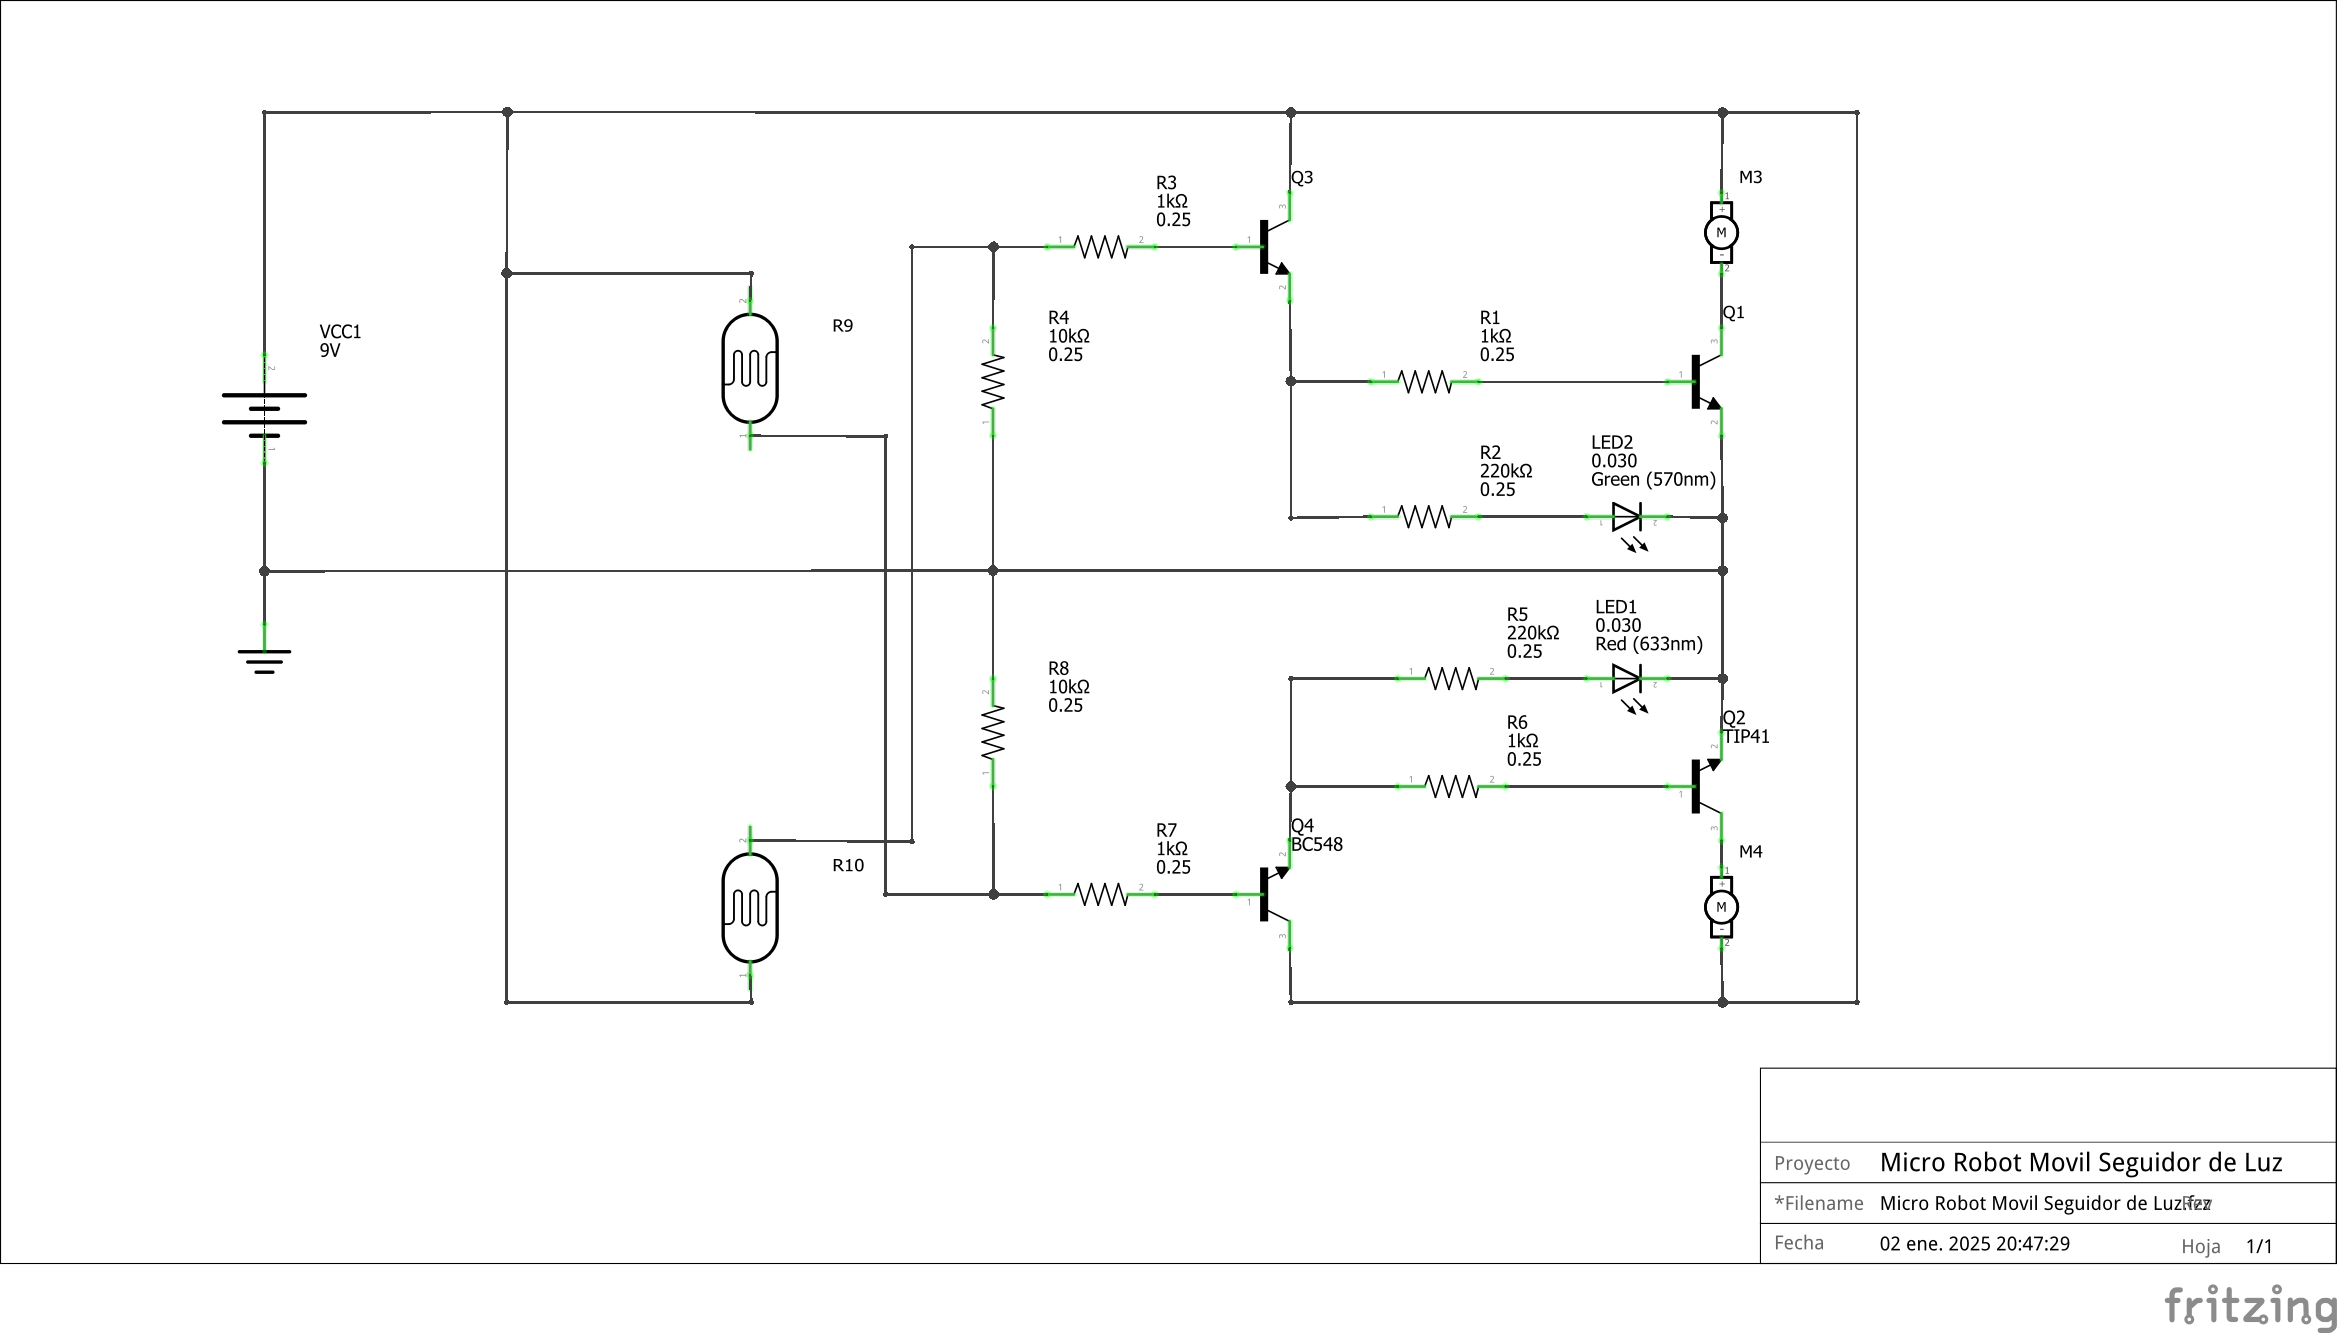 VCC1
9V
R9
R10
R3
1kΩ
0.25
R4
10kΩ
0.25
Q3
M3
+
M
-
Q1
R1
1kΩ
0.25
R2
220kΩ
0.25
LED2
0.030
Green (570nm)
R5
220kΩ
0.25
LED1
0.030
Red (633nm)
R8
10kΩ
0.25
R6
1kΩ
0.25
Q2
TIP41
R7
1kΩ
0.25
Q4
BC548
M4
+
M
-
Proyecto Micro Robot Movil Seguidor de Luz
*Filename Micro Robot Movil Seguidor de Luz.fzz Rev
Fecha 02 ene. 2025 20:47:29 Hoja 1/1
fritzing